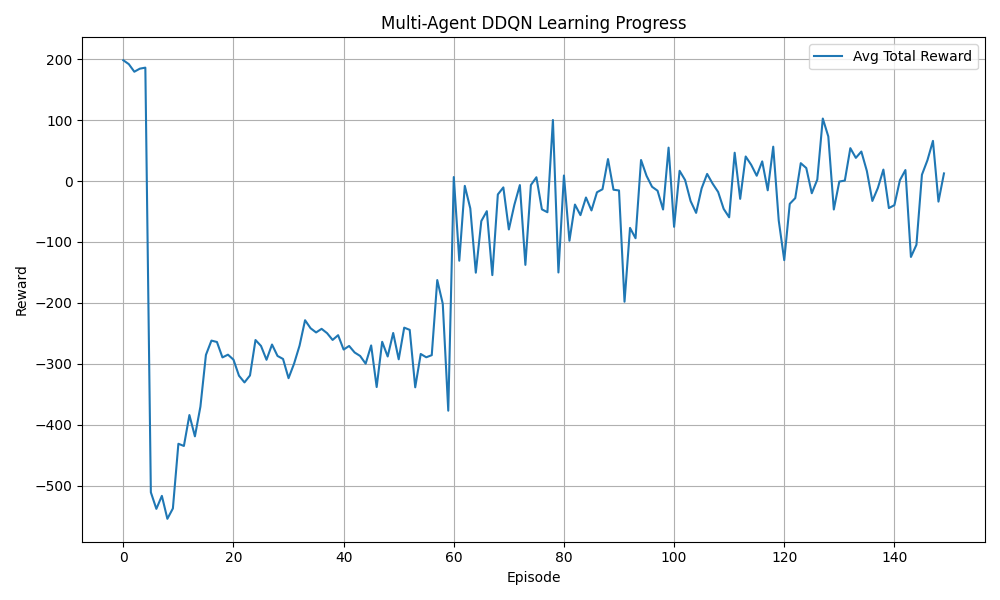 Multi-Agent DDQN Learning Progress
Avg Total Reward
200
100
0
−100
−200
−300
−400
−500
Reward
0 20 40 60 80 100 120 140
Episode